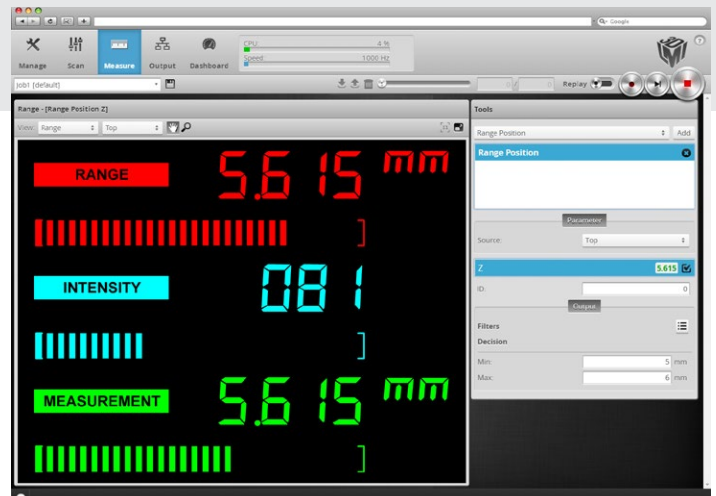 Google
Manage Scan Measure Output Dashboard
CPU 4 %
Speed 1000 Hz
Job1 (default)
Replay
Range - [Range Position Z]
View: Range Top
RANGE 5.615 mm
INTENSITY 081
MEASUREMENT 5.615 mm
Tools
Range Position Add
Range Position
Parameter
Source: Top
Z 5.615
ID: 0
Output
Filters
Decision
Min: 5 mm
Max: 6 mm